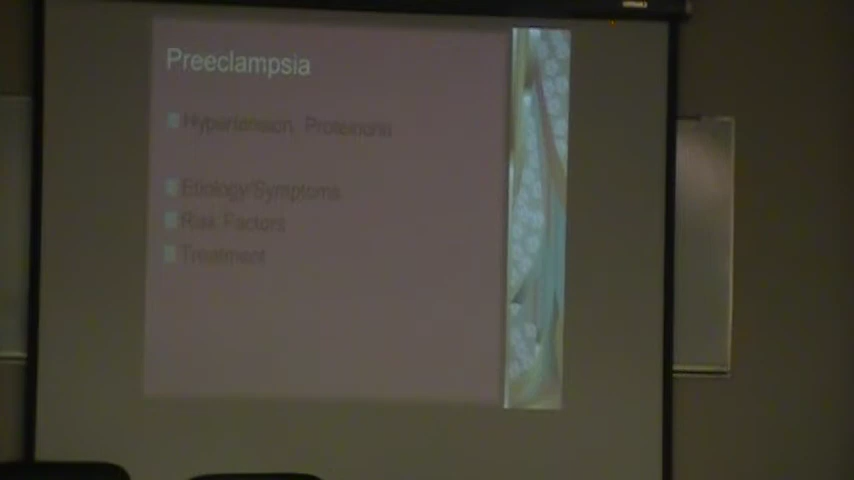 Preeclampsia
Hypertension, Proteinuria
Etiology/Symptoms
Risk Factors
Treatment